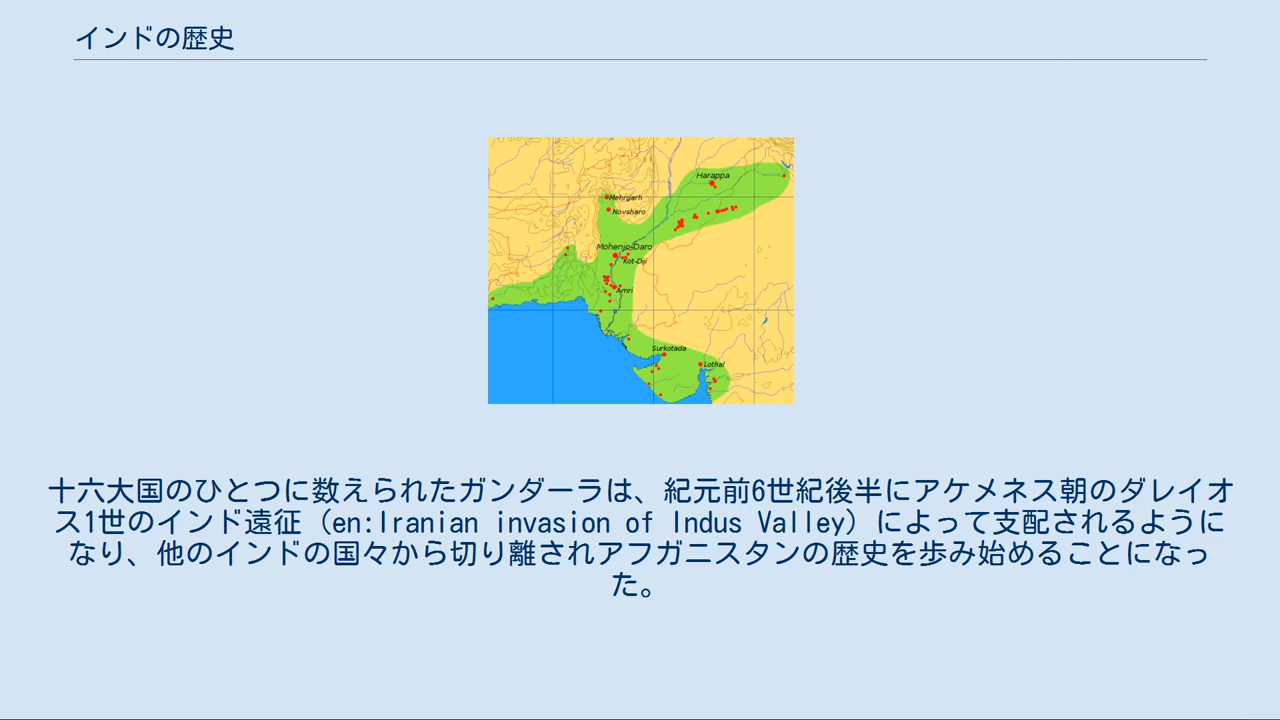 インドの歴史
Harappa
Mehrgarh
Novsharo
Mohenjo-Daro
Kot-Diji
Amri
Surkotada
Lothal
十六大国のひとつに数えられたガンダーラは、紀元前6世紀後半にアケメネス朝のダレイオ
ス1世のインド遠征（en:Iranian invasion of Indus Valley）によって支配されるように
なり、他のインドの国々から切り離されアフガニスタンの歴史を歩み始めることになっ
た。